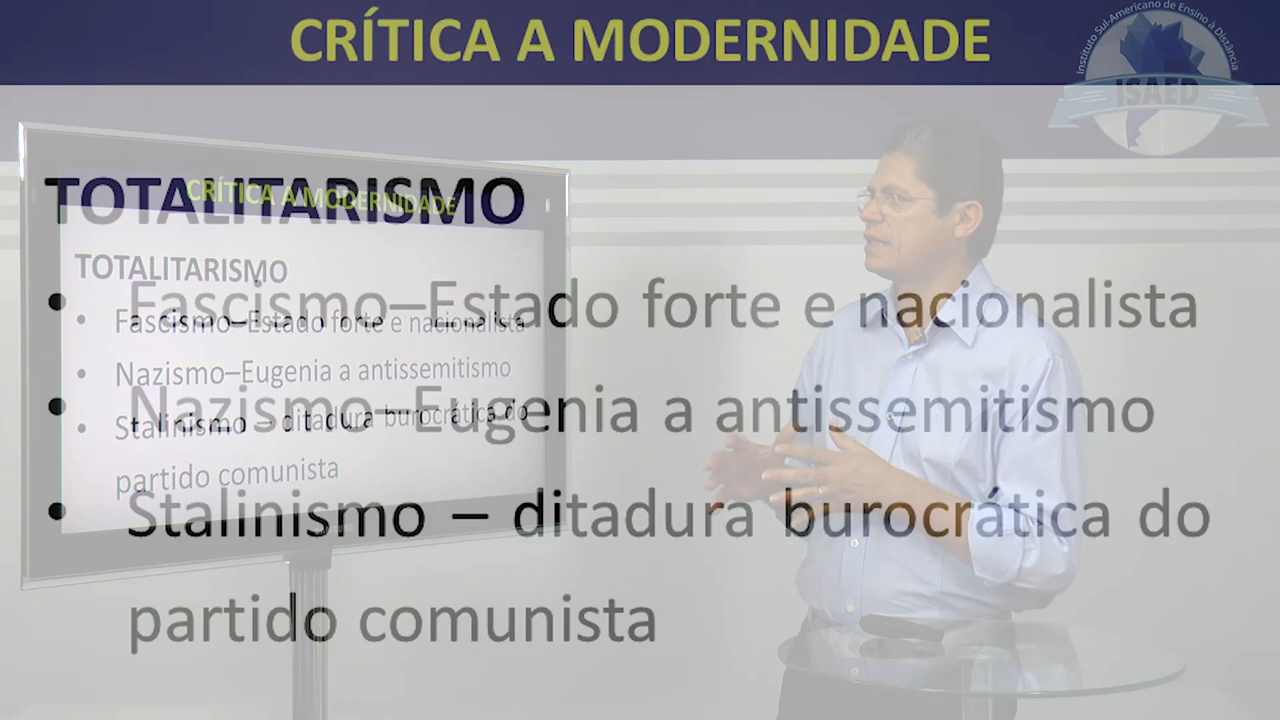 CRÍTICA A MODERNIDADE
Instituto Sul-Americano de Ensino à Distância
ISAED
TOTALITARISMO
• Fascismo–Estado forte e nacionalista
• Nazismo–Eugenia a antissemitismo
• Stalinismo – ditadura burocrática do
partido comunista
CRÍTICA A MODERNIDADE
TOTALITARISMO
• Fascismo–Estado forte e nacionalista
• Nazismo–Eugenia a antissemitismo
• Stalinismo – ditadura burocrática do
partido comunista